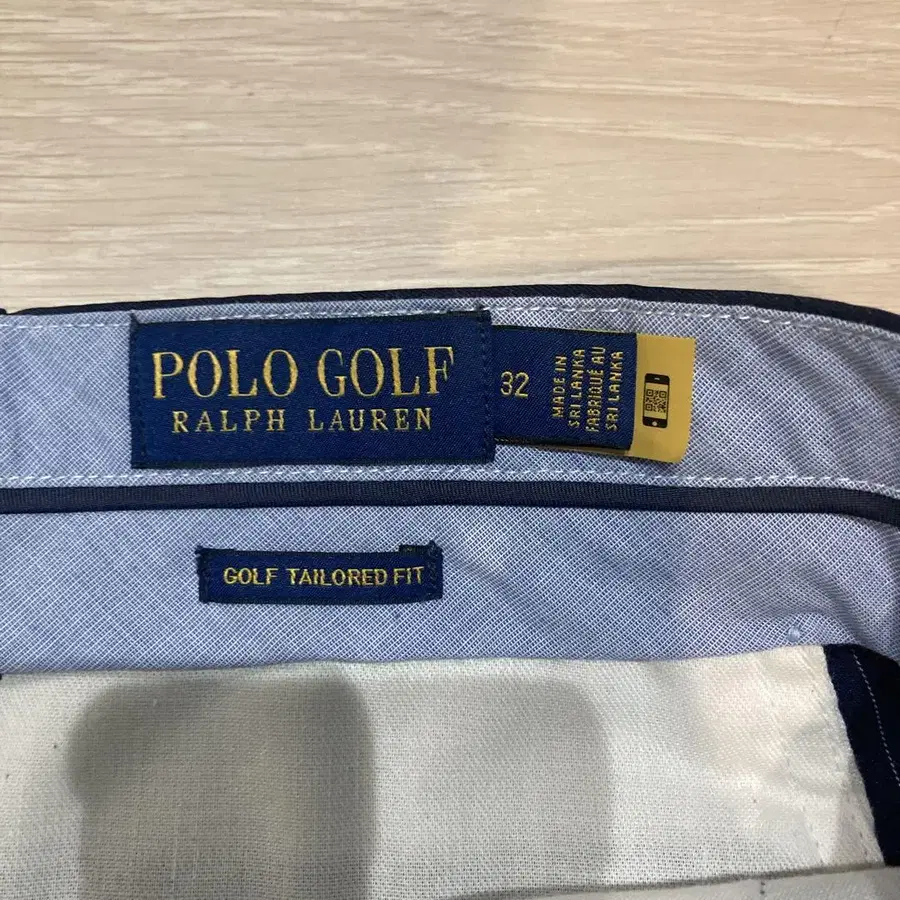 POLO GOLF
RALPH LAUREN
32
MADE IN
SRI LANKA
FABRIQUÉ AU
SRI LANKA
GOLF TAILORED FIT